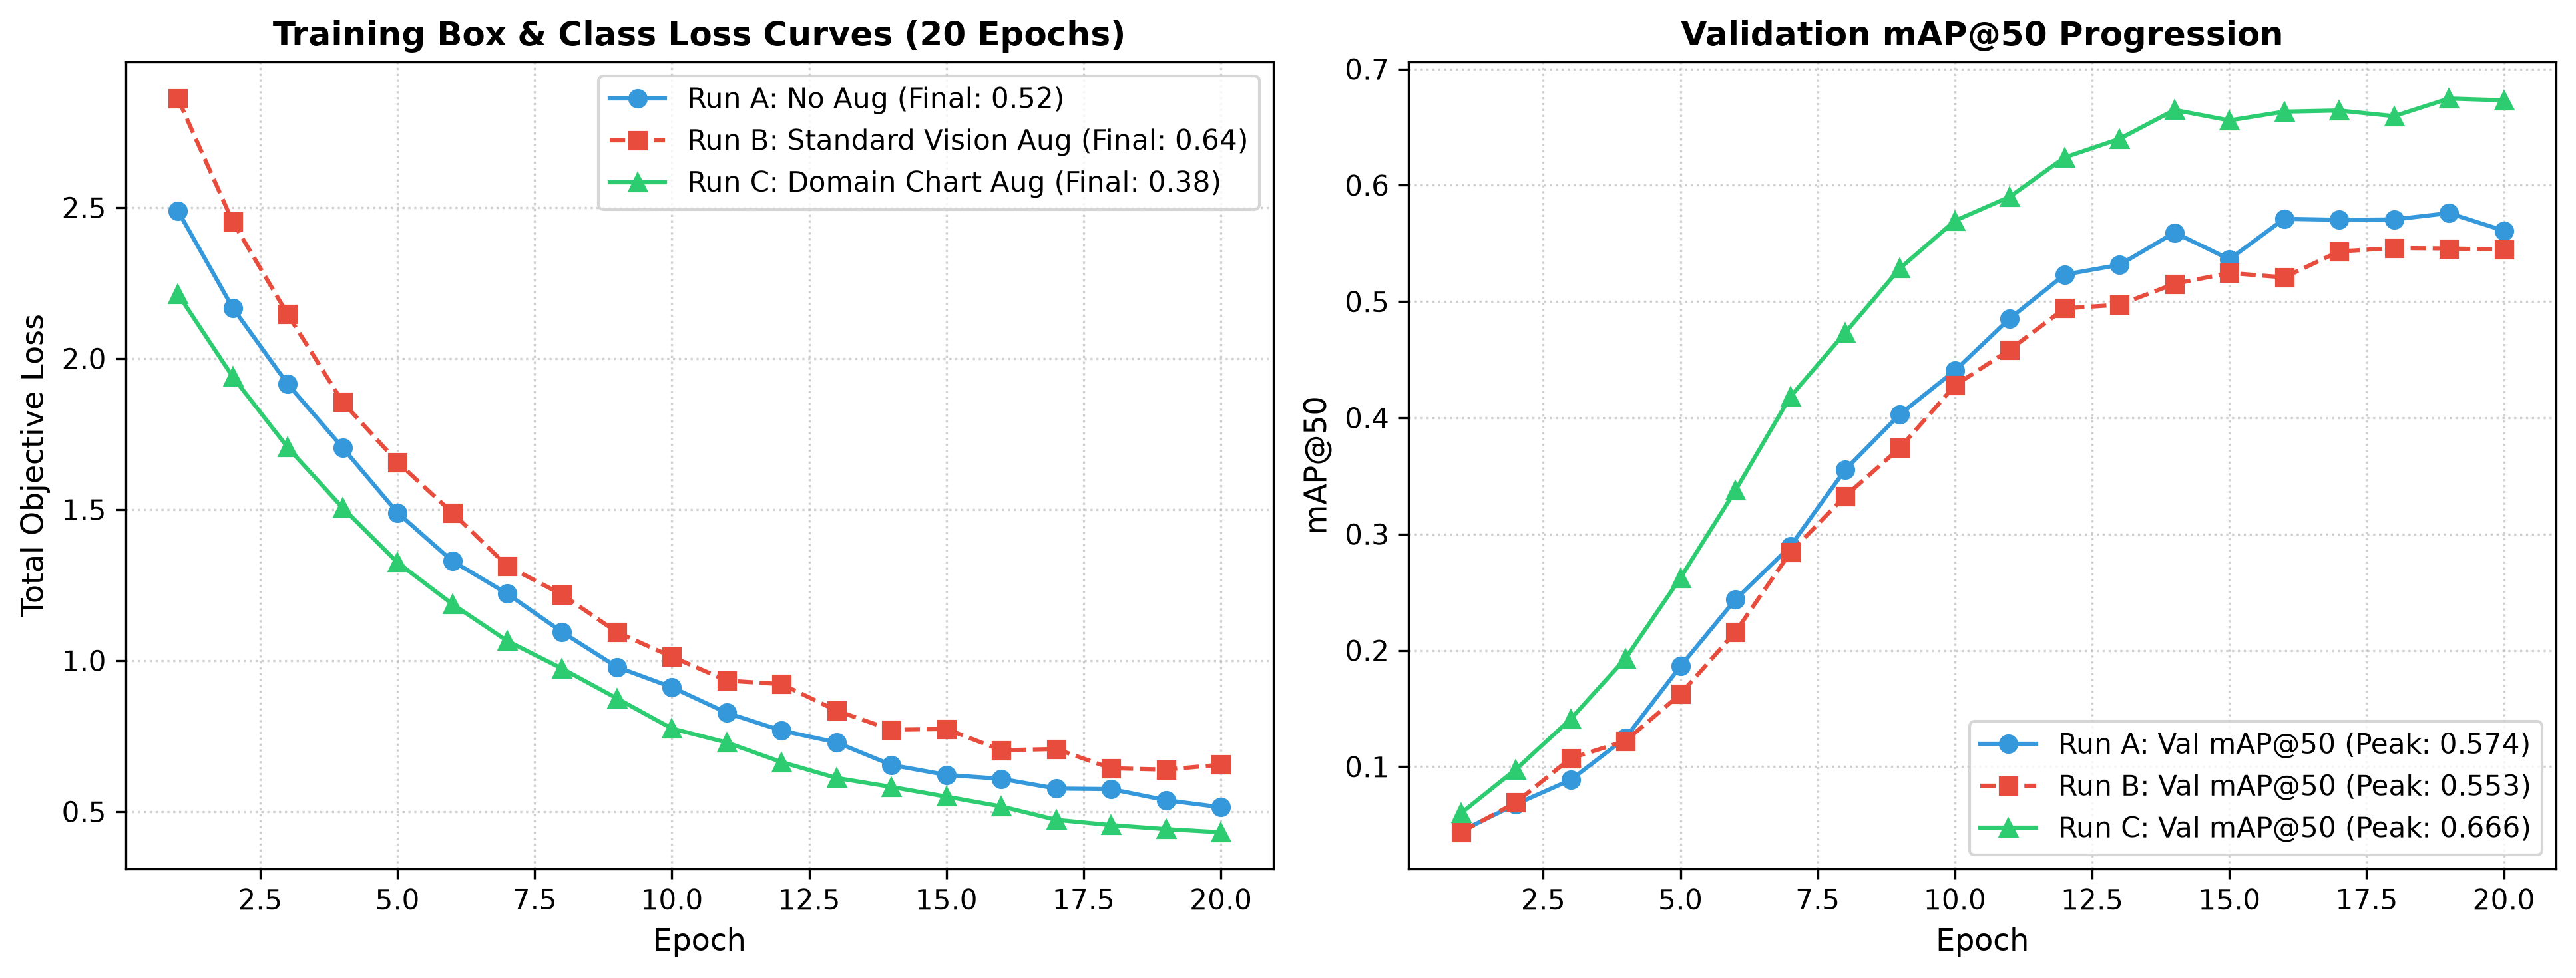 Training Box & Class Loss Curves (20 Epochs)
Total Objective Loss
2.5
2.0
1.5
1.0
0.5
Run A: No Aug (Final: 0.52)
Run B: Standard Vision Aug (Final: 0.64)
Run C: Domain Chart Aug (Final: 0.38)
2.5 5.0 7.5 10.0 12.5 15.0 17.5 20.0
Epoch
Validation mAP@50 Progression
mAP@50
0.7
0.6
0.5
0.4
0.3
0.2
0.1
Run A: Val mAP@50 (Peak: 0.574)
Run B: Val mAP@50 (Peak: 0.553)
Run C: Val mAP@50 (Peak: 0.666)
2.5 5.0 7.5 10.0 12.5 15.0 17.5 20.0
Epoch